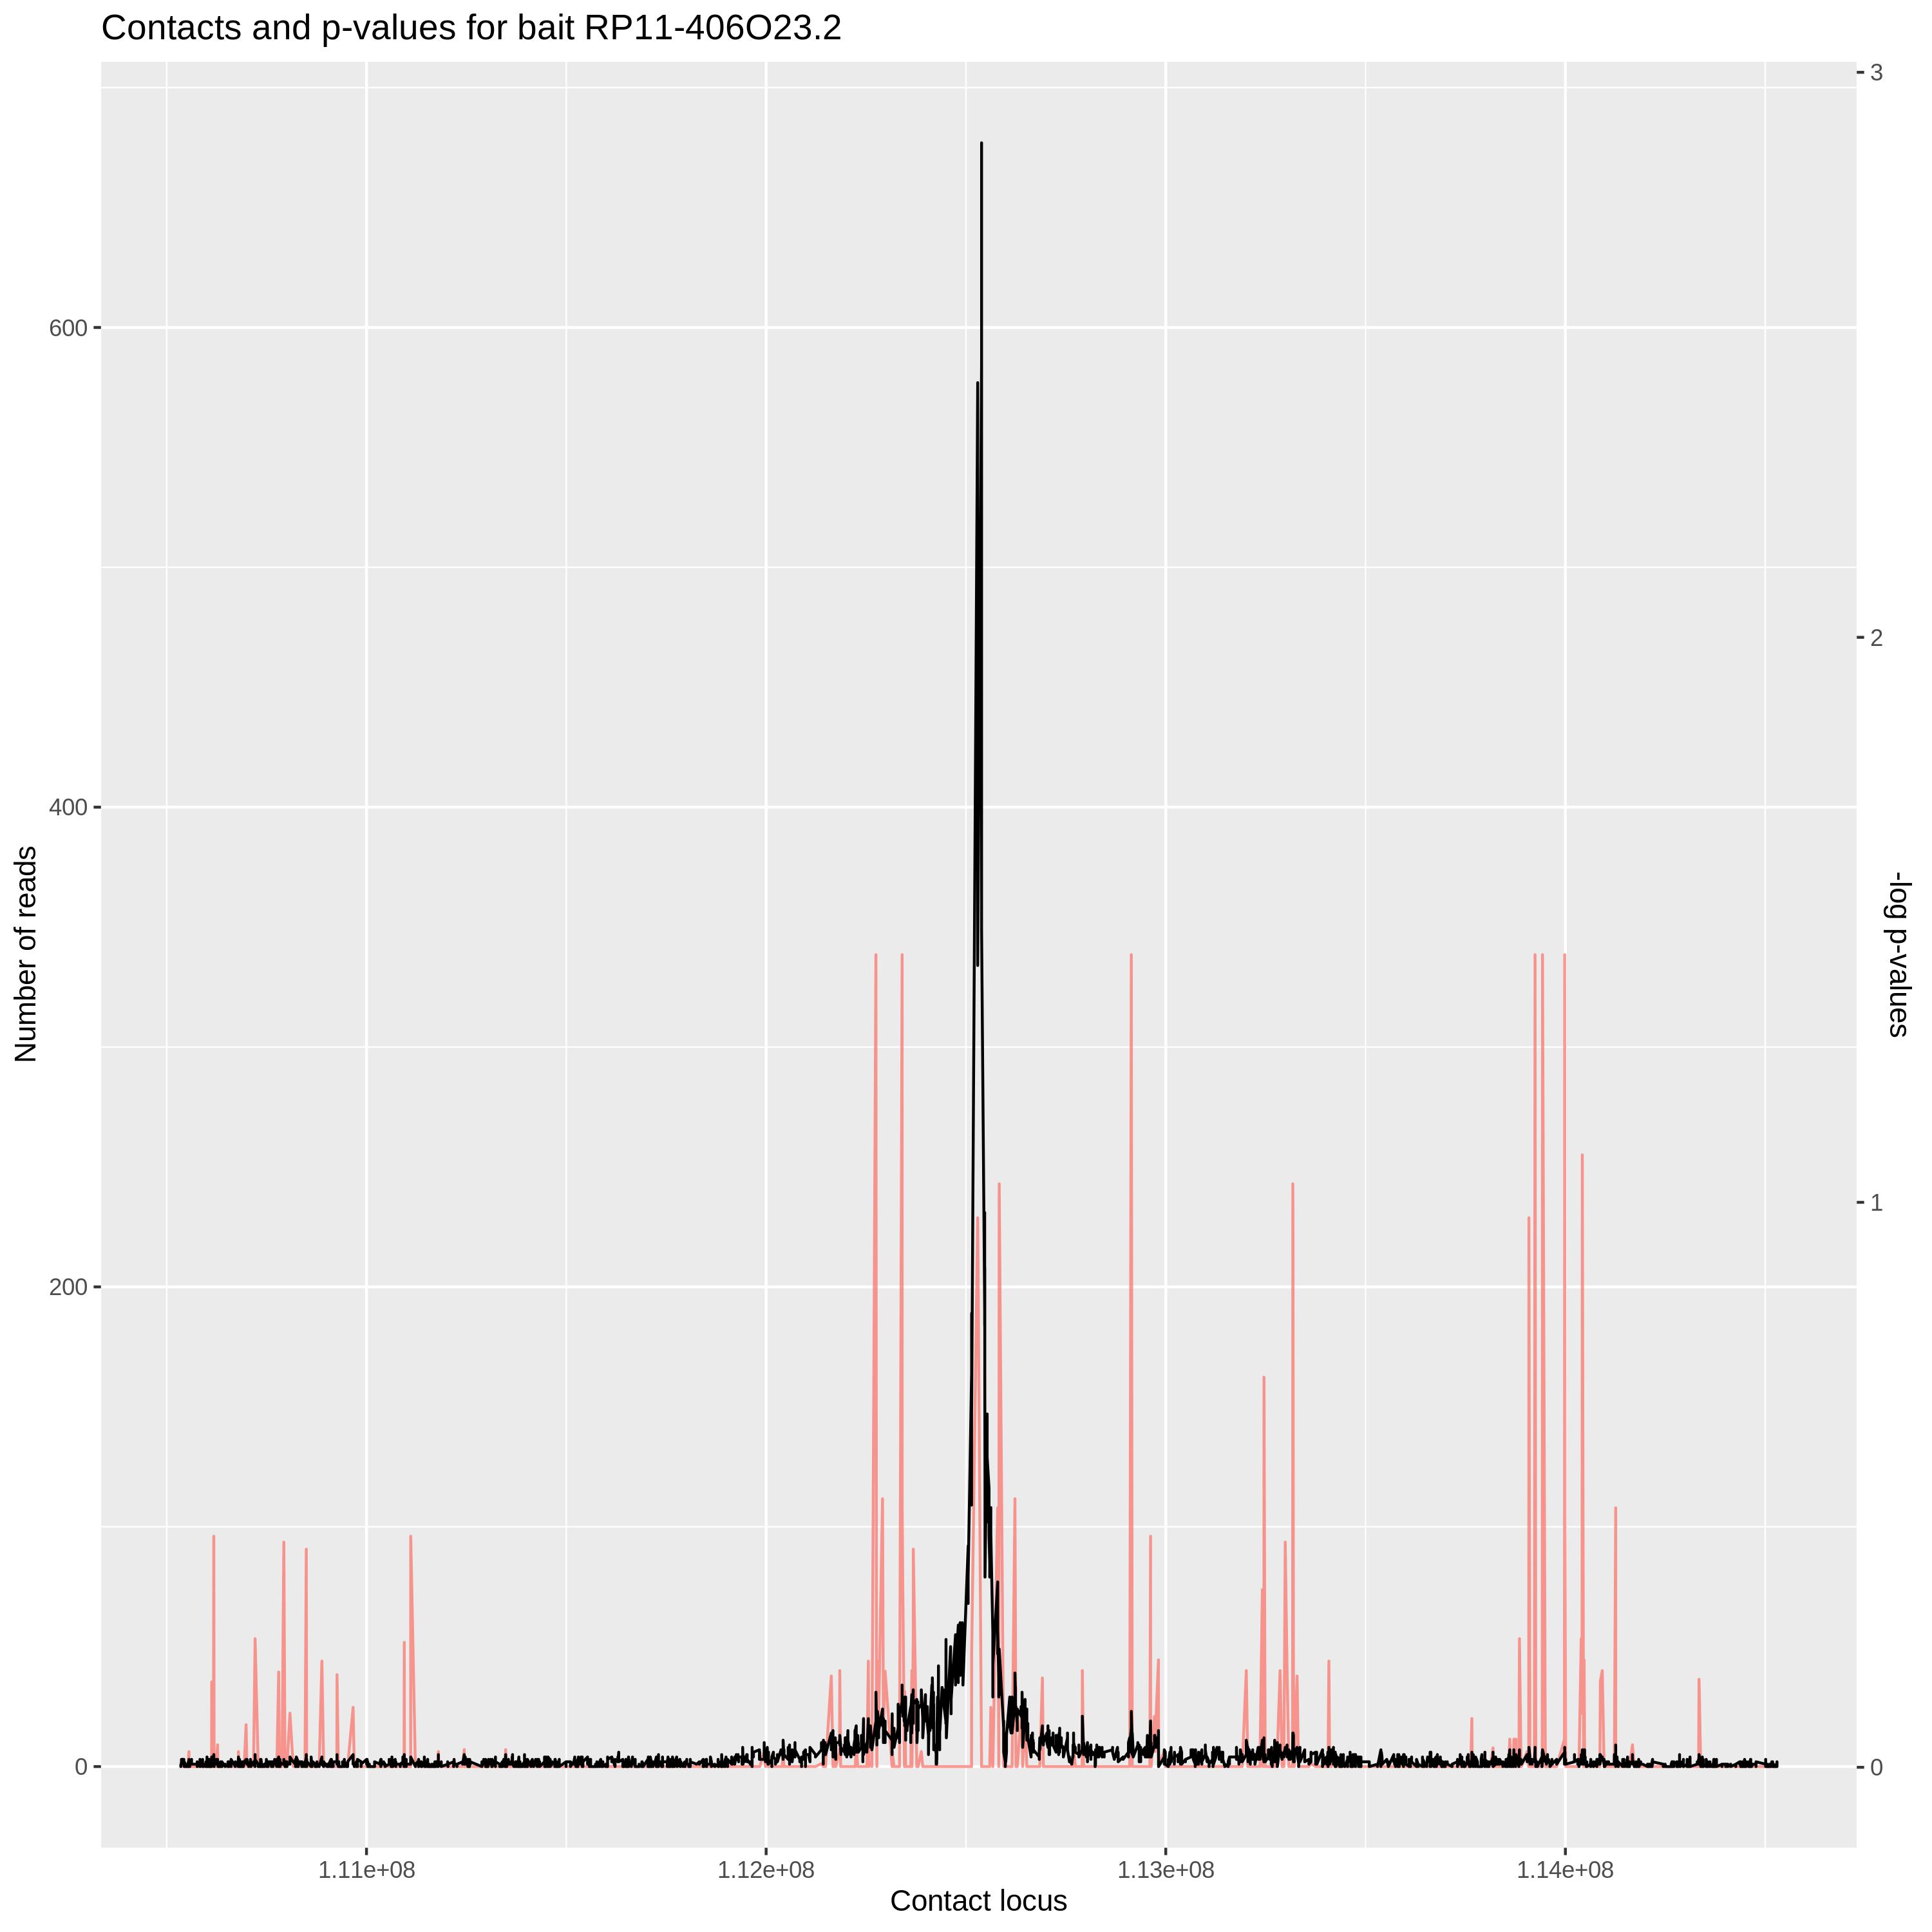 Contacts and p-values for bait RP11-406O23.2
3
600
2
400
Number of reads
-log p-values
1
200
0
0
1.11e+08
1.12e+08
1.13e+08
1.14e+08
Contact locus